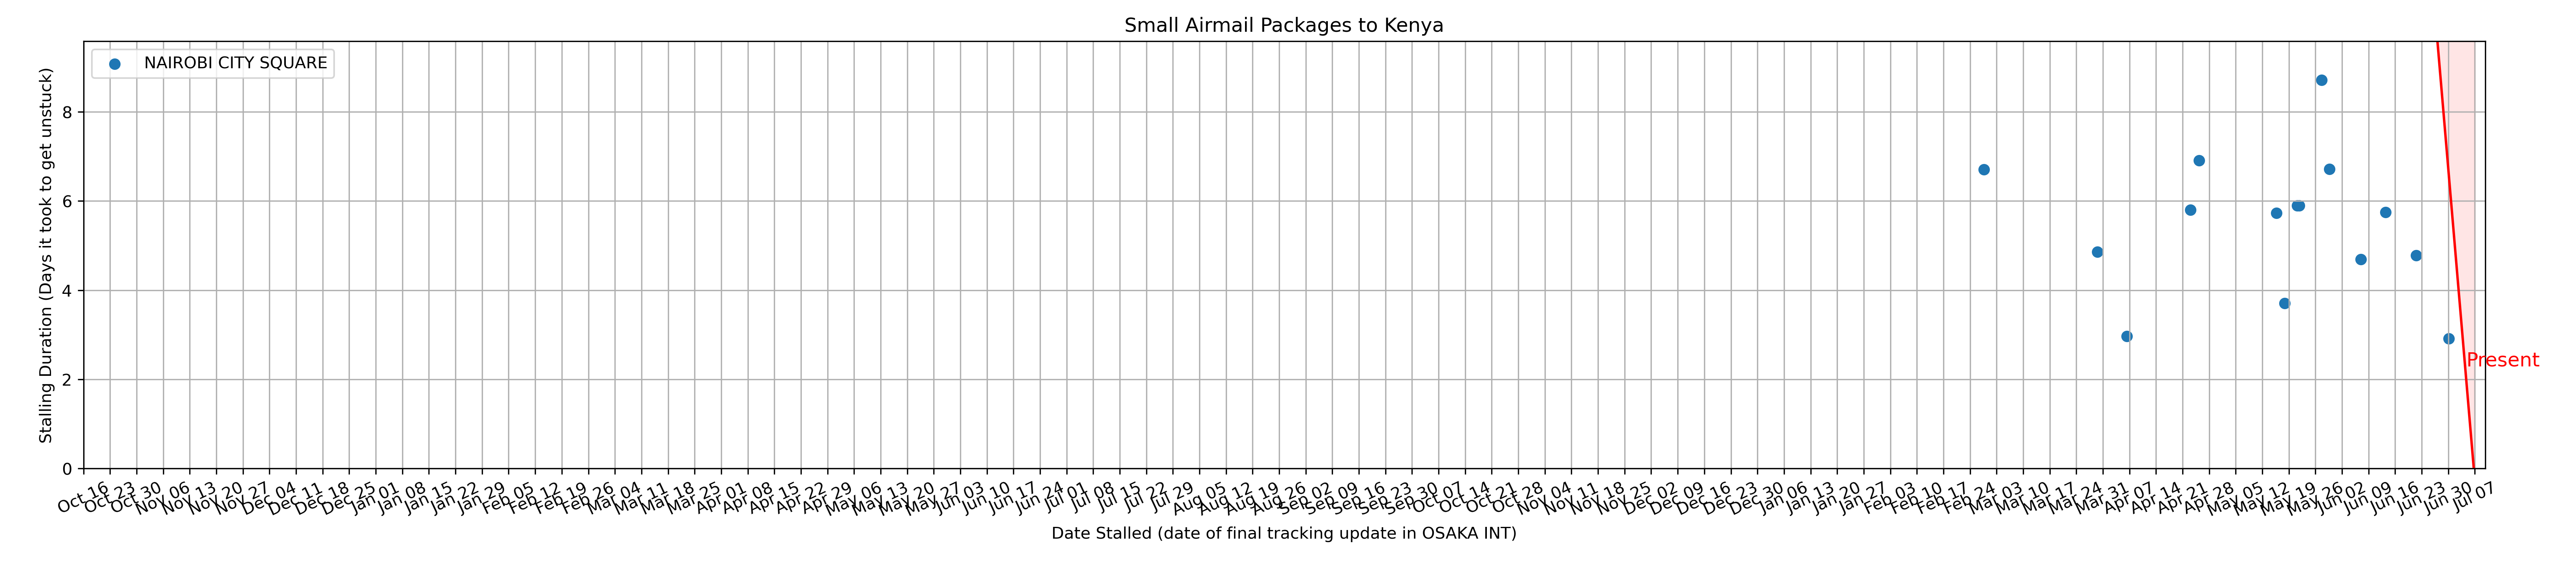 Small Airmail Packages to Kenya
NAIROBI CITY SQUARE
Stalling Duration (Days it took to get unstuck)
8
6
4
2
0
Present
Oct 16
Oct 23
Oct 30
Nov 06
Nov 13
Nov 20
Nov 27
Dec 04
Dec 11
Dec 18
Dec 25
Jan 01
Jan 08
Jan 15
Jan 22
Jan 29
Feb 05
Feb 12
Feb 19
Feb 26
Mar 04
Mar 11
Mar 18
Mar 25
Apr 01
Apr 08
Apr 15
Apr 22
Apr 29
May 06
May 13
May 20
May 27
Jun 03
Jun 10
Jun 17
Jun 24
Jul 01
Jul 08
Jul 15
Jul 22
Jul 29
Aug 05
Aug 12
Aug 19
Aug 26
Sep 02
Sep 09
Sep 16
Sep 23
Sep 30
Oct 07
Oct 14
Oct 21
Oct 28
Nov 04
Nov 11
Nov 18
Nov 25
Dec 02
Dec 09
Dec 16
Dec 23
Dec 30
Jan 06
Jan 13
Jan 20
Jan 27
Feb 03
Feb 10
Feb 17
Feb 24
Mar 03
Mar 10
Mar 17
Mar 24
Mar 31
Apr 07
Apr 14
Apr 21
Apr 28
May 05
May 12
May 19
May 26
Jun 02
Jun 09
Jun 16
Jun 23
Jun 30
Jul 07
Date Stalled (date of final tracking update in OSAKA INT)